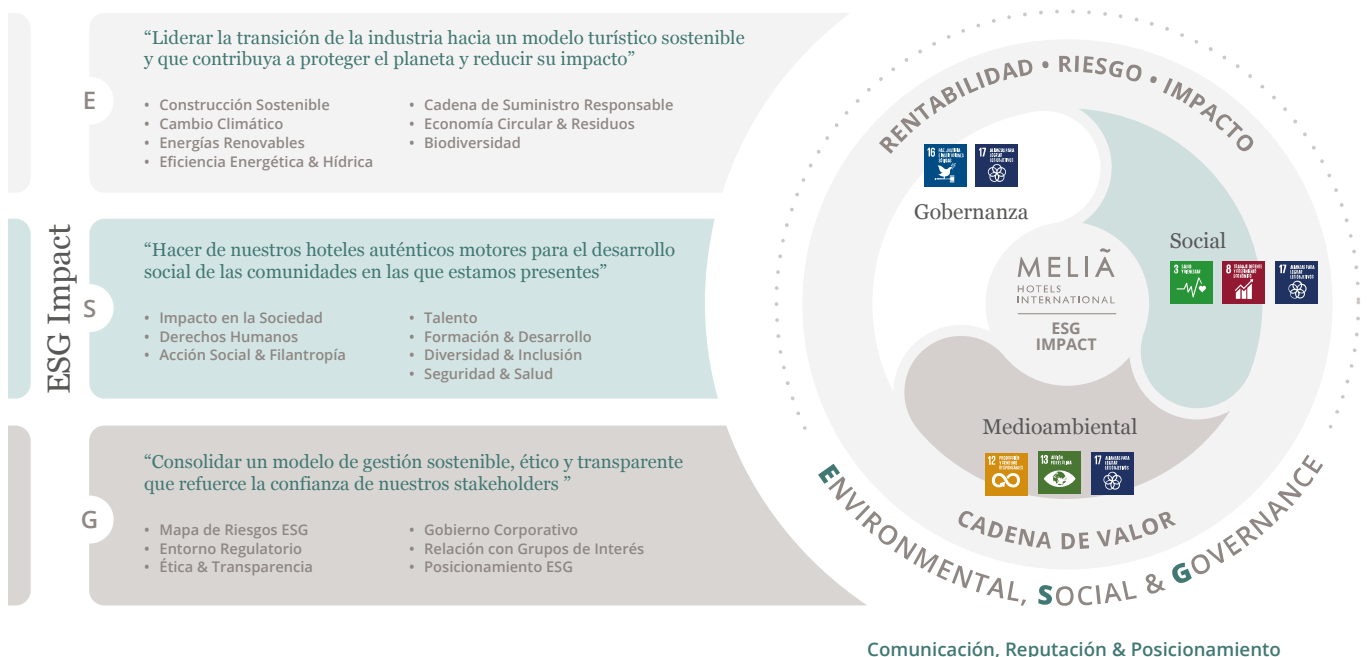 ESG Impact
E
“Liderar la transición de la industria hacia un modelo turístico sostenible
y que contribuya a proteger el planeta y reducir su impacto”
• Construcción Sostenible
• Cambio Climático
• Energías Renovables
• Eficiencia Energética & Hídrica
• Cadena de Suministro Responsable
• Economía Circular & Residuos
• Biodiversidad
S
“Hacer de nuestros hoteles auténticos motores para el desarrollo
social de las comunidades en las que estamos presentes”
• Impacto en la Sociedad
• Derechos Humanos
• Acción Social & Filantropía
• Talento
• Formación & Desarrollo
• Diversidad & Inclusión
• Seguridad & Salud
G
“Consolidar un modelo de gestión sostenible, ético y transparente
que refuerce la confianza de nuestros stakeholders ”
• Mapa de Riesgos ESG
• Entorno Regulatorio
• Ética & Transparencia
• Gobierno Corporativo
• Relación con Grupos de Interés
• Posicionamiento ESG
RENTABILIDAD • RIESGO • IMPACTO
16
17
Gobernanza
Social
3
8
17
MELIÃ
HOTELS
INTERNATIONAL
ESG
IMPACT
Medioambiental
12
13
17
CADENA DE VALOR
ENVIRONMENTAL, SOCIAL & GOVERNANCE
Comunicación, Reputación & Posicionamiento